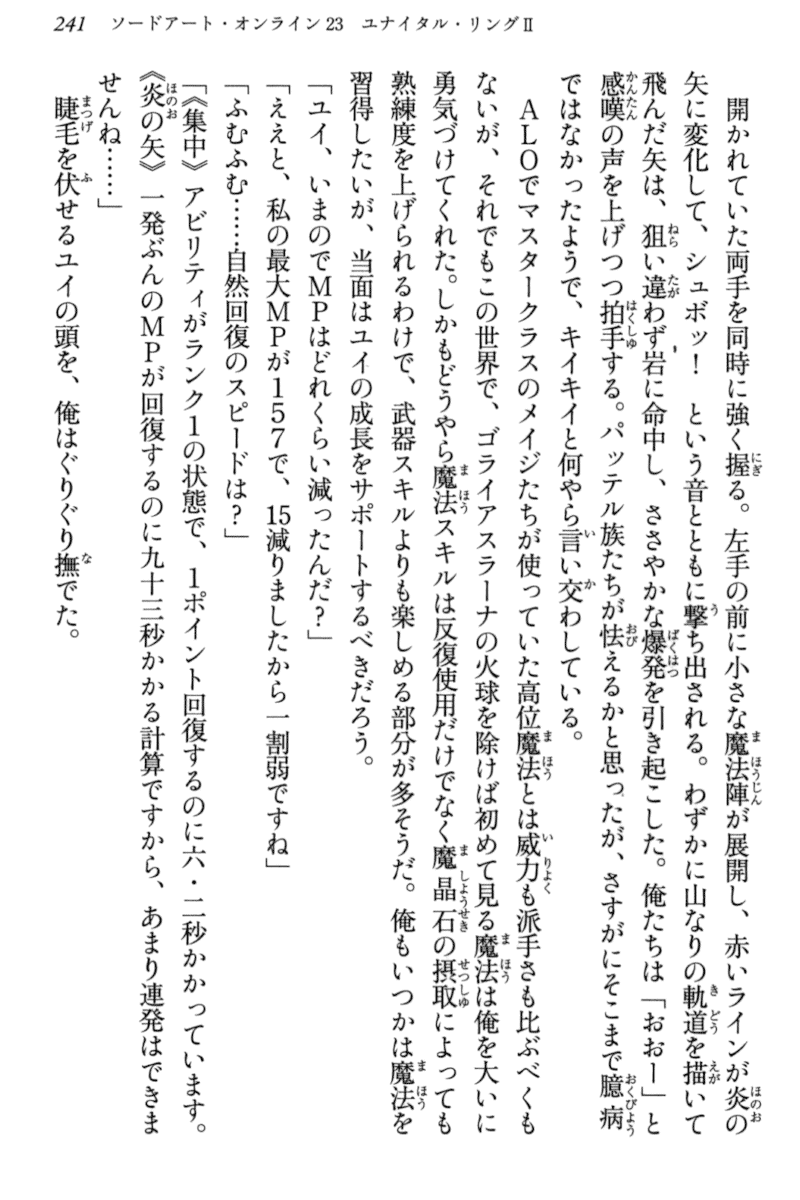 241　ソードアート・オンライン23　ユナイタル・リングⅡ
　開かれていた両手を同時に強く握る。左手の前に小さな魔法陣が展開し、赤いラインが炎の
矢に変化して、シュボッ！　という音とともに撃ち出される。わずかに山なりの軌道を描いて
飛んだ矢は、狙い違わず岩に命中し、ささやかな爆発を引き起こした。俺たちは「おおー」と
感嘆の声を上げつつ拍手する。パッテル族たちが怯えるかと思ったが、さすがにそこまで臆病
ではなかったようで、キイキイと何やら言い交わしている。
　ＡＬＯでマスタークラスのメイジたちが使っていた高位魔法とは威力も派手さも比ぶべくも
ないが、それでもこの世界で、ゴライアスラーナの火球を除けば初めて見る魔法は俺を大いに
勇気づけてくれた。しかもどうやら魔法スキルは反復使用だけでなく魔晶石の摂取によっても
熟練度を上げられるわけで、武器スキルよりも楽しめる部分が多そうだ。俺もいつかは魔法を
習得したいが、当面はユイの成長をサポートするべきだろう。
「ユイ、いまのでＭＰはどれくらい減ったんだ？」
「ええと、私の最大ＭＰが１５７で、15減りましたから一割弱ですね」
「ふむふむ……自然回復のスピードは？」
「《集中》アビリティがランク１の状態で、１ポイント回復するのに六・二秒かかっています。
《炎の矢》一発ぶんのＭＰが回復するのに九十三秒かかる計算ですから、あまり連発はできま
せんね……」
　睫毛を伏せるユイの頭を、俺はぐりぐり撫でた。